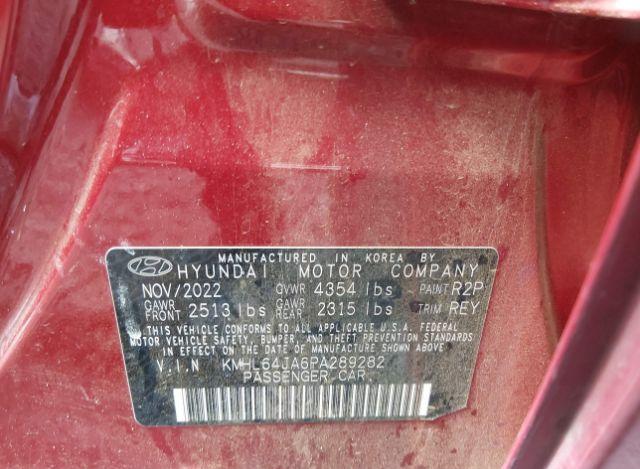 MANUFACTURED IN KOREA BY
HYUNDAI MOTOR COMPANY
NOV/2022 GVWR 4354 lbs PAINT R2P
GAWR FRONT 2513 lbs GAWR REAR 2315 lbs TRIM REY
THIS VEHICLE CONFORMS TO ALL APPLICABLE U.S.A. FEDERAL
MOTOR VEHICLE SAFETY, BUMPER, AND THEFT PREVENTION STANDARDS
IN EFFECT ON THE DATE OF MANUFACTURE SHOWN ABOVE.
V.I.N KMHL64JA6PA289282
PASSENGER CAR